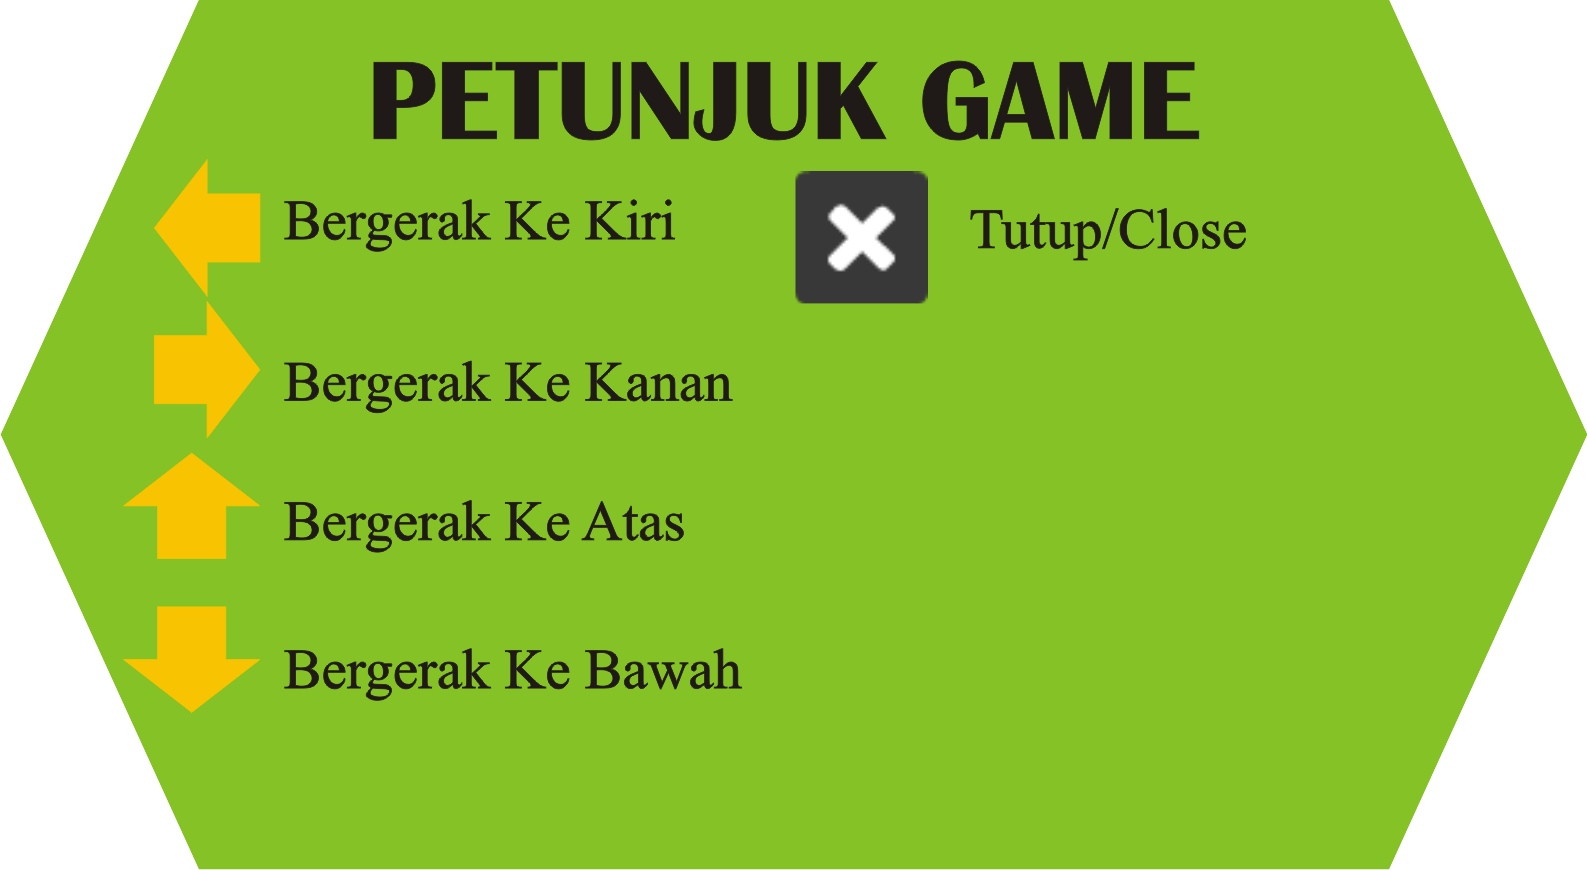 PETUNJUK GAME
Bergerak Ke Kiri
Tutup/Close
Bergerak Ke Kanan
Bergerak Ke Atas
Bergerak Ke Bawah